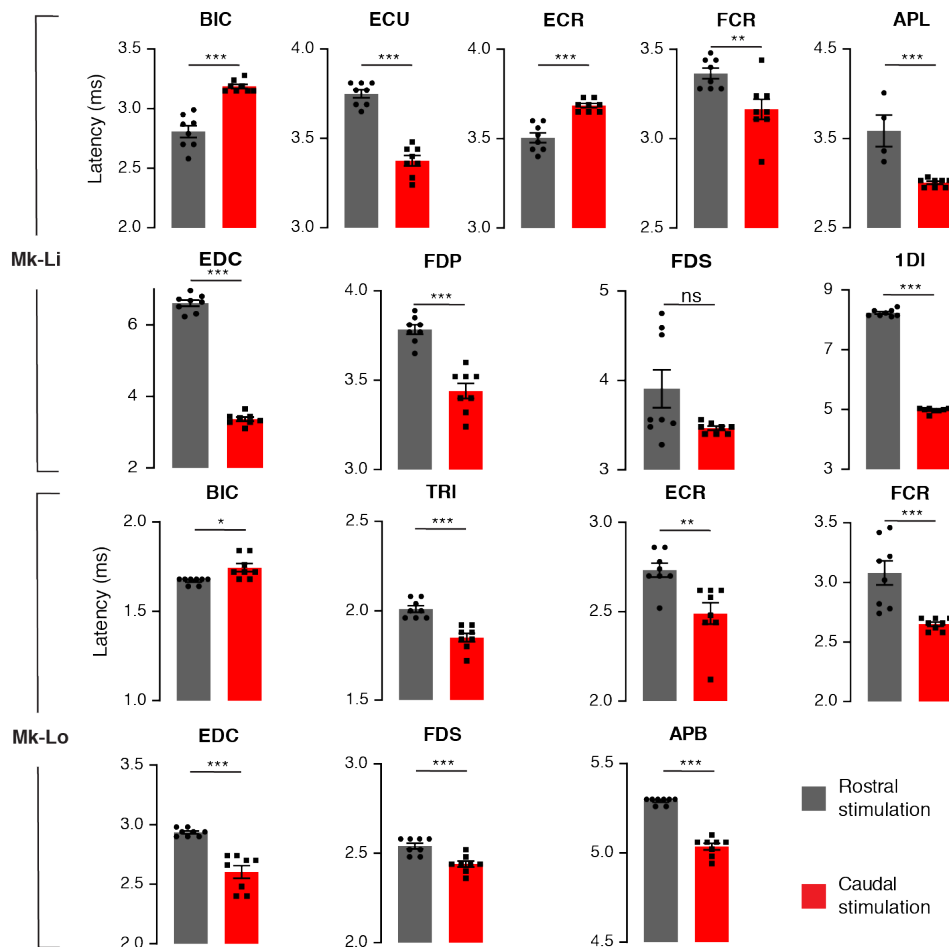 BIC ECU ECR FCR APL
Latency (ms)
3.5 4.0 4.0 3.5 4.5
*** *** *** ** ***
3.0
3.5 3.5 3.0 3.5
2.5
2.0 3.0 3.0 2.5 2.5
Mk-Li
EDC FDP FDS 1DI
*** *** ns ***
4.0 5 9
6
3.5 4 7
4
5
2 3.0 3 3
BIC TRI ECR FCR
Latency (ms)
* *** ** ***
2.0 2.5 3.0 3.5
3.0
1.5 2.0 2.5
2.5
1.0 1.5 2.0 2.0
Mk-Lo
EDC FDS APB
*** *** ***
3.5 3.0 5.5
3.0
2.5 5.0
2.5
2.0 2.0 4.5
Rostral
stimulation
Caudal
stimulation